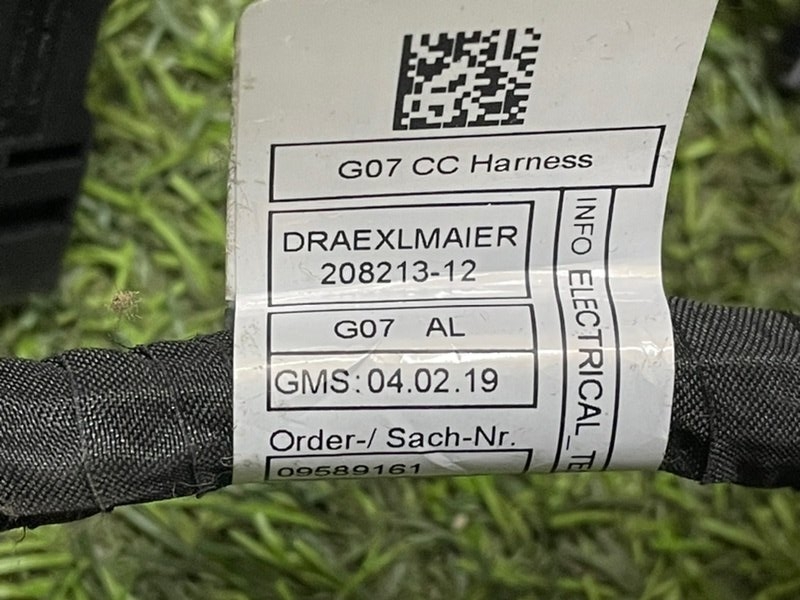 G07 CC Harness
DRAEXLMAIER
208213-12
G07 AL
GMS: 04.02.19
Order-/ Sach-Nr.
09589161
INFO ELECTRICAL_TE